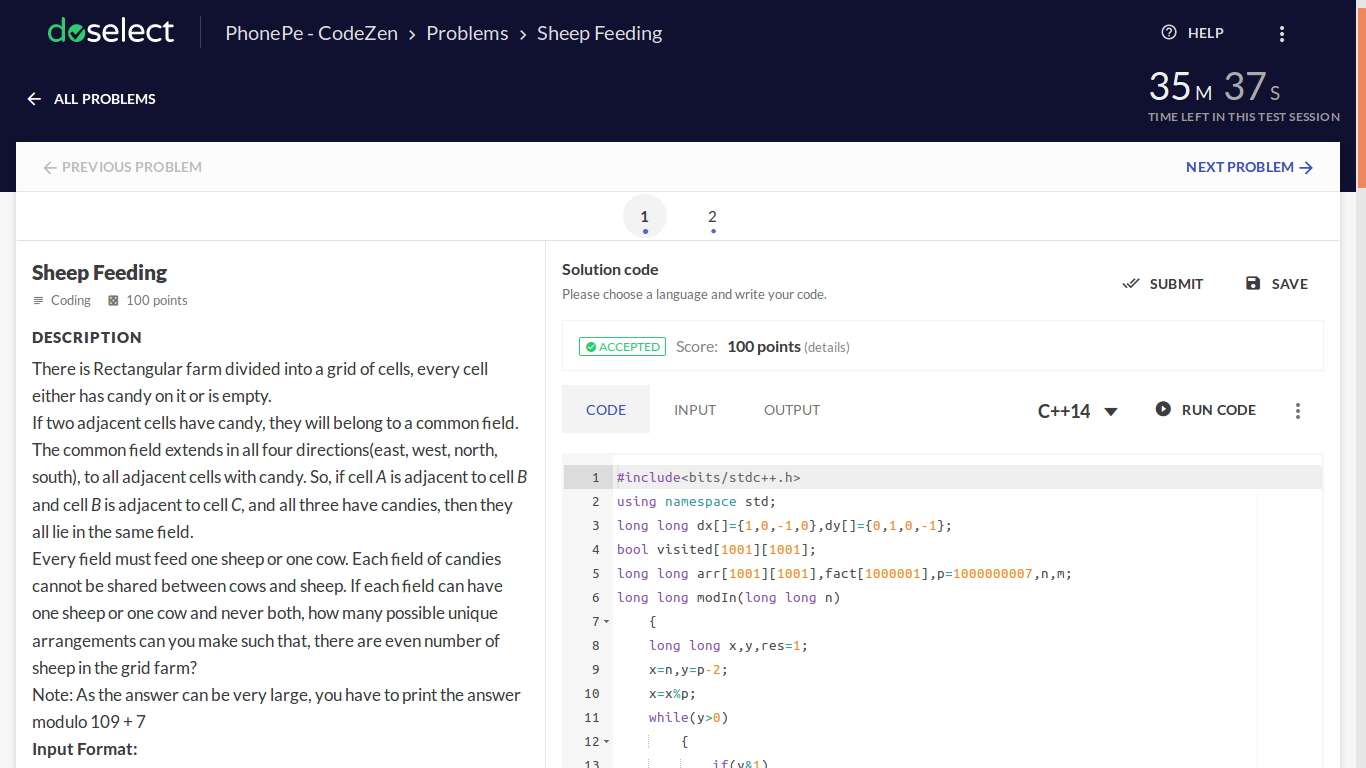 doselect
PhonePe - CodeZen › Problems › Sheep Feeding
HELP
ALL PROBLEMS
35 M 37 S
TIME LEFT IN THIS TEST SESSION
PREVIOUS PROBLEM
NEXT PROBLEM
1 2
Sheep Feeding
Coding 100 points
DESCRIPTION
There is Rectangular farm divided into a grid of cells, every cell
either has candy on it or is empty.
If two adjacent cells have candy, they will belong to a common field.
The common field extends in all four directions(east, west, north,
south), to all adjacent cells with candy. So, if cell A is adjacent to cell B
and cell B is adjacent to cell C, and all three have candies, then they
all lie in the same field.
Every field must feed one sheep or one cow. Each field of candies
cannot be shared between cows and sheep. If each field can have
one sheep or one cow and never both, how many possible unique
arrangements can you make such that, there are even number of
sheep in the grid farm?
Note: As the answer can be very large, you have to print the answer
modulo 109 + 7
Input Format:
Solution code
Please choose a language and write your code.
SUBMIT
SAVE
ACCEPTED Score: 100 points (details)
CODE INPUT OUTPUT
C++14
RUN CODE
1 #include<bits/stdc++.h>
2 using namespace std;
3 long long dx[]={1,0,-1,0},dy[]={0,1,0,-1};
4 bool visited[1001][1001];
5 long long arr[1001][1001],fact[1000001],p=1000000007,n,m;
6 long long modIn(long long n)
7 {
8 long long x,y,res=1;
9 x=n,y=p-2;
10 x=x%p;
11 while(y>0)
12 {
13 if(y&1)